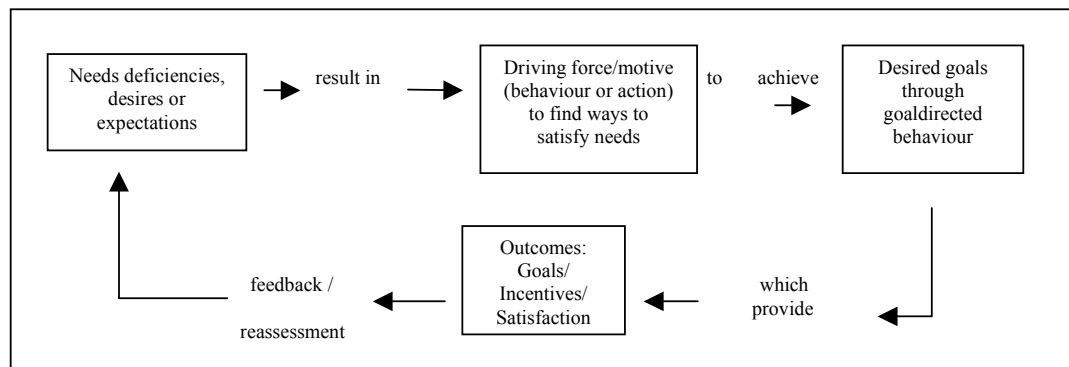 Needs deficiencies,
desires or
expectations
result in
Driving force/motive
(behaviour or action)
to find ways to
satisfy needs
to achieve
Desired goals
through
goaldirected
behaviour
which
provide
Outcomes:
Goals/
Incentives/
Satisfaction
feedback /
reassessment